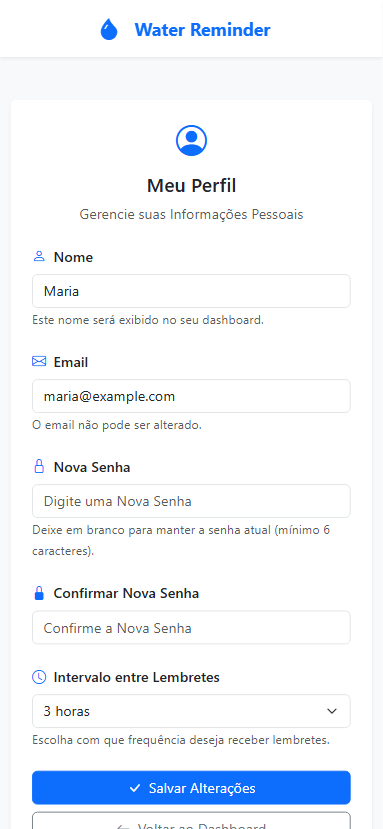 Water Reminder
Meu Perfil
Gerencie suas Informações Pessoais
Nome
Maria
Este nome será exibido no seu dashboard.
Email
maria@example.com
O email não pode ser alterado.
Nova Senha
Digite uma Nova Senha
Deixe em branco para manter a senha atual (mínimo 6
caracteres).
Confirmar Nova Senha
Confirme a Nova Senha
Intervalo entre Lembretes
3 horas
Escolha com que frequência deseja receber lembretes.
Salvar Alterações
Voltar ao Dashboard